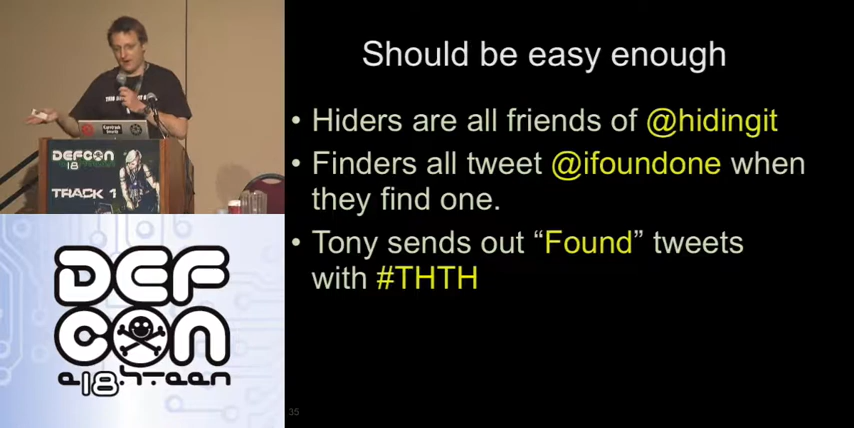 Should be easy enough
• Hiders are all friends of @hidingit
• Finders all tweet @ifoundone when
they find one.
• Tony sends out “Found” tweets
with #THTH
35
DEFCON
18
TRACK 1
DEF
CON
e18hteen